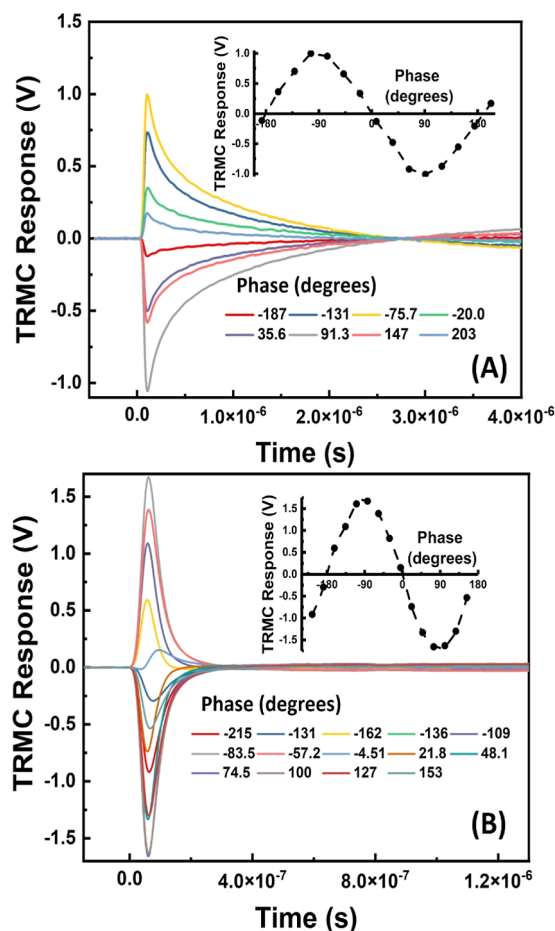 1.5
1.0
0.5
0.0
-0.5
-1.0
TRMC Response (V)
1.0
0.5
0.0
-0.5
-1.0
TRMC Response (V)
Phase
(degrees)
-180 -90 0 90 180
Phase (degrees)
-187 -131 -75.7 -20.0
35.6 91.3 147 203
(A)
0.0 1.0×10⁻⁶ 2.0×10⁻⁶ 3.0×10⁻⁶ 4.0×10⁻⁶
Time (s)
1.5
1.0
0.5
0.0
-0.5
-1.0
-1.5
TRMC Response (V)
1.5
1.0
0.5
0.0
-0.5
-1.0
-1.5
TRMC Response (V)
Phase
(degrees)
-180 -90 0 90 180
Phase (degrees)
-215 -131 -162 -136 -109
-83.5 -57.2 -4.51 21.8 48.1
74.5 100 127 153
(B)
0.0 4.0×10⁻⁷ 8.0×10⁻⁷ 1.2×10⁻⁶
Time (s)